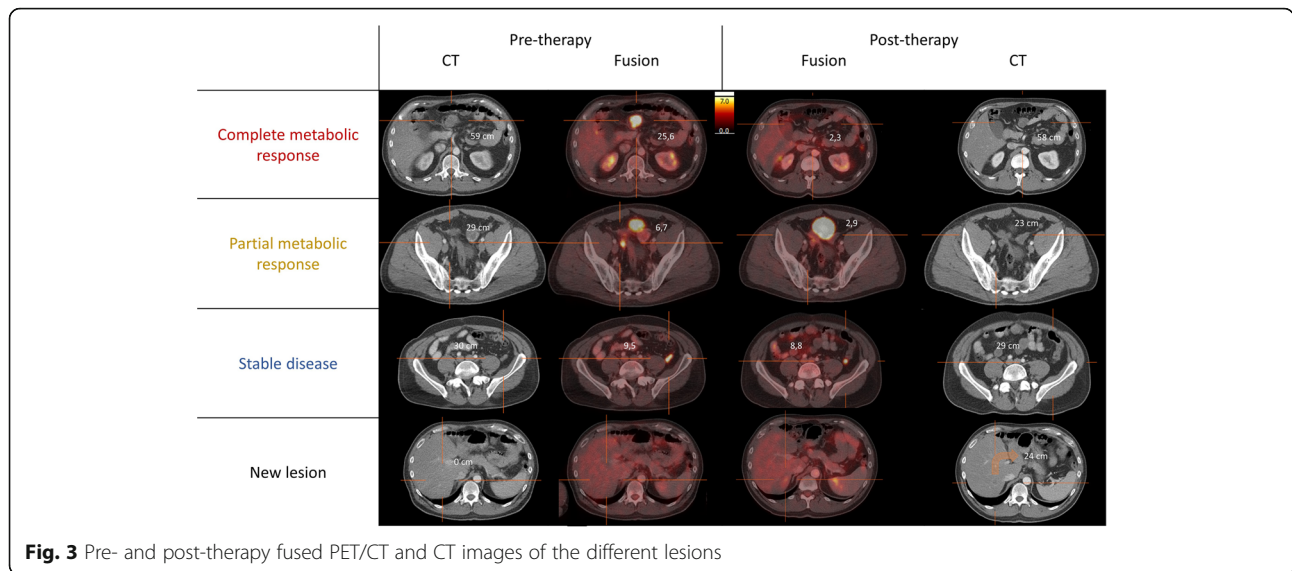 Pre-therapy Post-therapy
CT Fusion Fusion CT
7.0
0.0
Complete metabolic
response
59 cm 25,6 2,3 58 cm
Partial metabolic
response
29 cm 6,7 2,9 23 cm
Stable disease
30 cm 9,5 8,8 29 cm
New lesion
0 cm 24 cm
Fig. 3 Pre- and post-therapy fused PET/CT and CT images of the different lesions